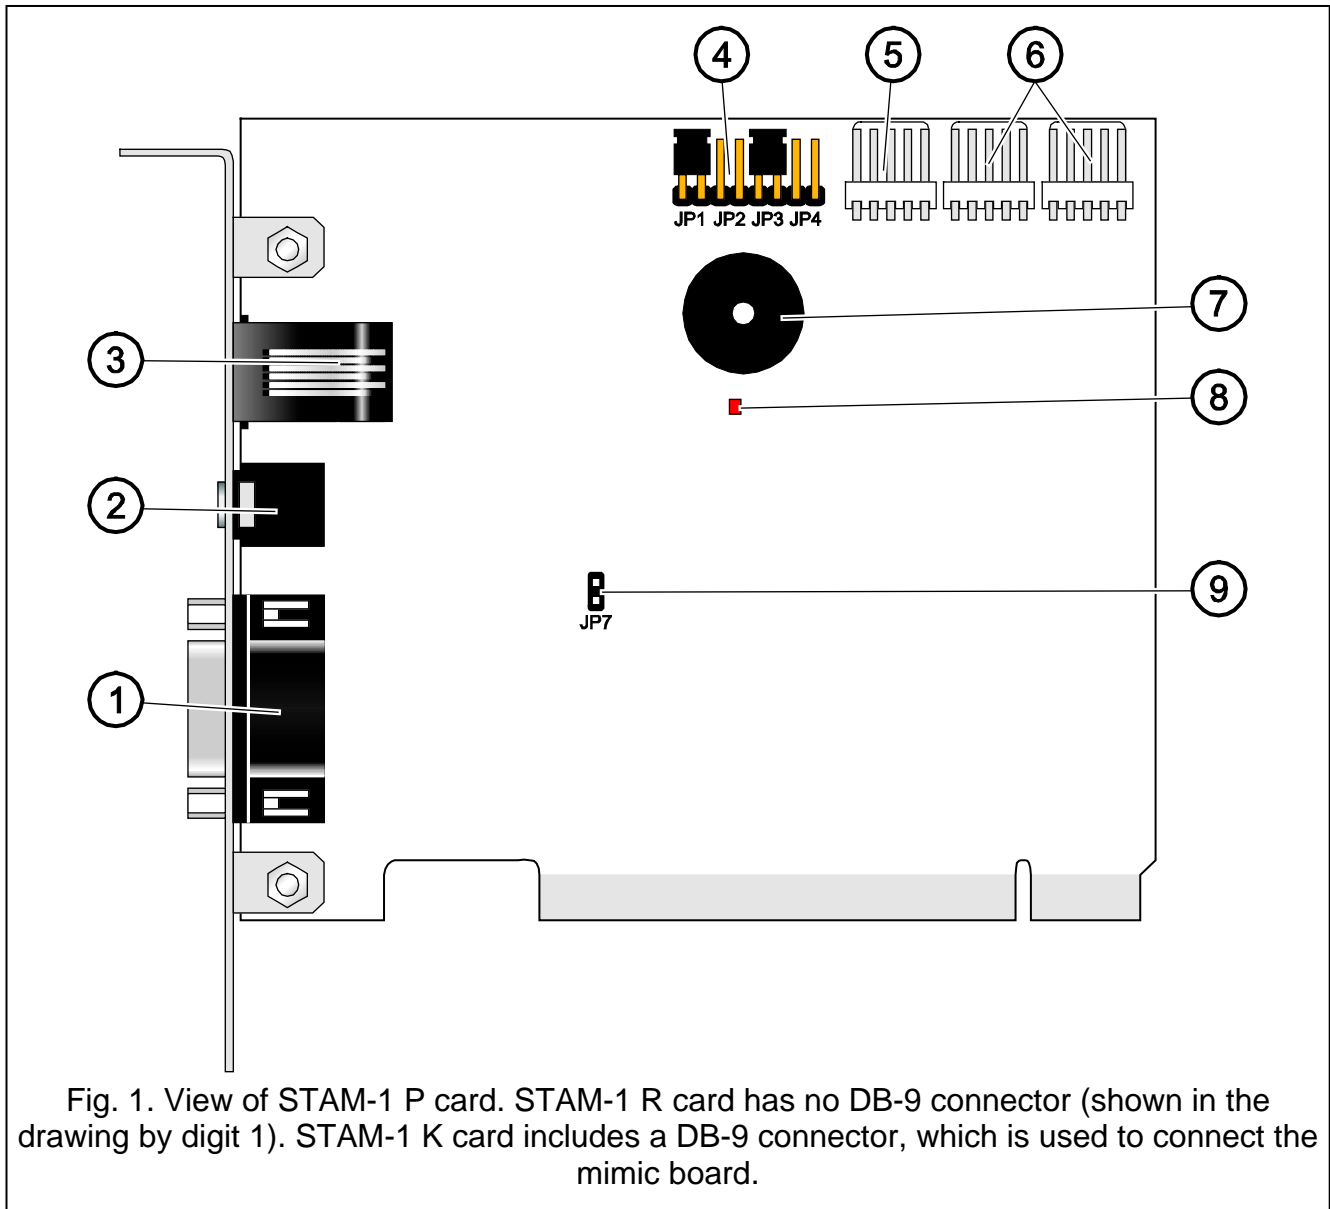 4 5 6
JP1 JP2 JP3 JP4
7
3
8
2
9
JP7
1
Fig. 1. View of STAM-1 P card. STAM-1 R card has no DB-9 connector (shown in the
drawing by digit 1). STAM-1 K card includes a DB-9 connector, which is used to connect the
mimic board.